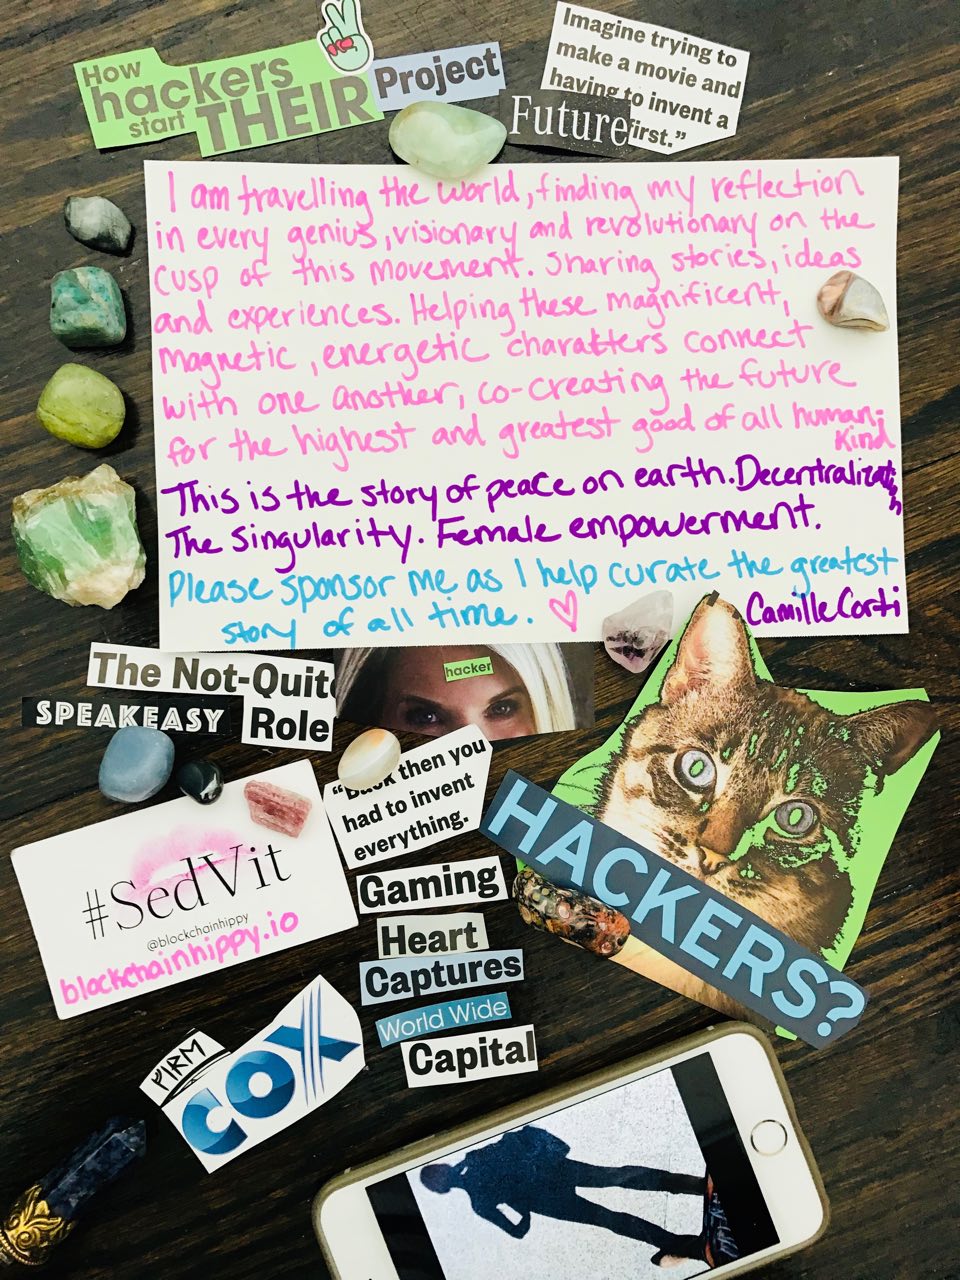 How
hackers
start THEIR
Project
Imagine trying to
make a movie and
having to invent a
Future
first.”
I am travelling the world, finding my reflection
in every genius, visionary and revolutionary on the
cusp of this movement. Sharing stories, ideas
and experiences. Helping these magnificent,
magnetic, energetic charatters connect
with one another, co-creating the future
for the highest and greatest good of all human-
Kind
This is the story of peace on earth. Decentralization
The Singularity. Female empowerment.
Please sponsor me as I help curate the greatest
story of all time.
Camille Corti
The Not-Quite
SPEAKEASY
Role
hacker
“Back then you
had to invent
everything.
HACKERS?
#SedVit
@blockchainhippy
blockchainhippy.io
Gaming
Heart
Captures
World Wide
Capital
FIRM
COX